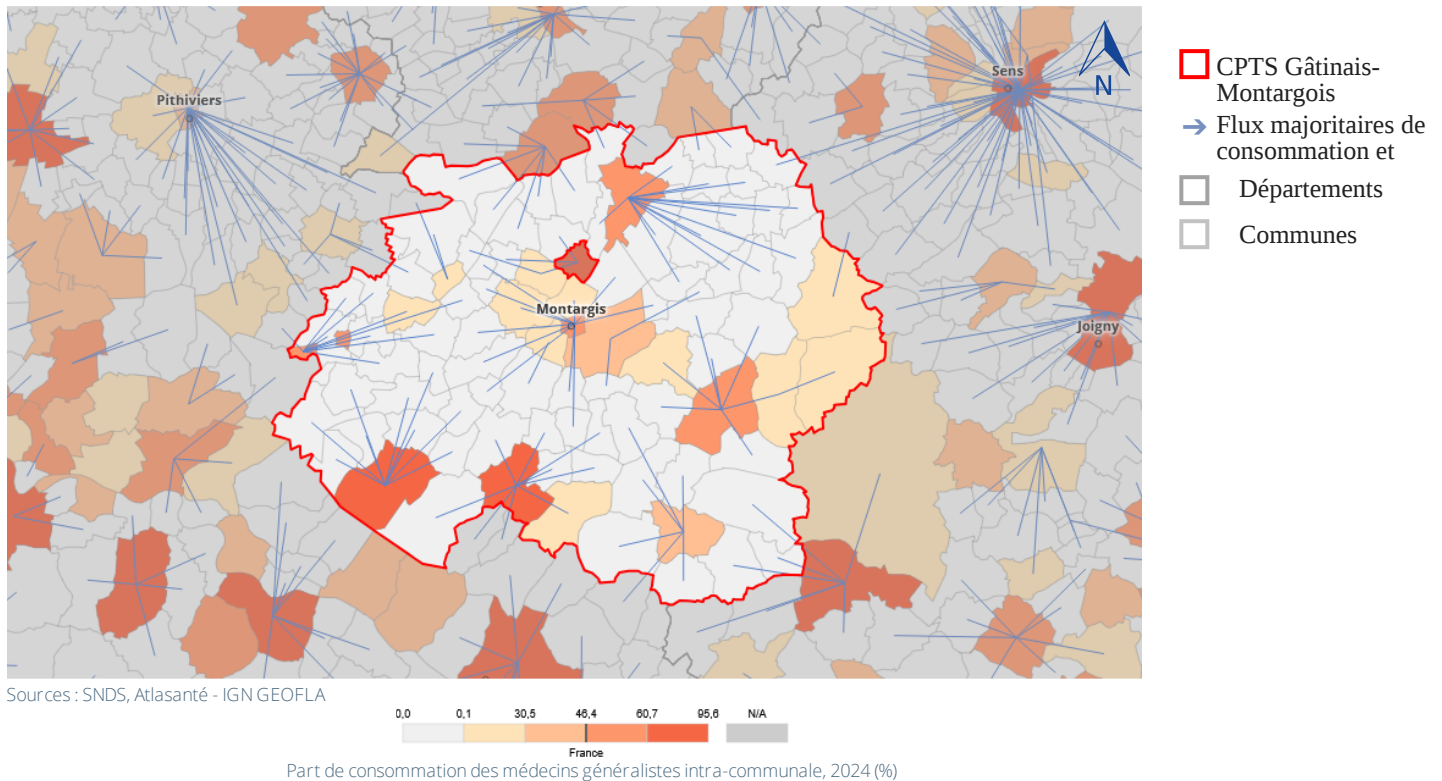 Pithiviers
Sens
N
Montargis
Joigny
CPTS Gâtinais-
Montargois
Flux majoritaires de
consommation et
Départements
Communes
Sources : SNDS, Atlasanté - IGN GEOFLA
0,0 0,1 30,5 46,4 60,7 95,6 N/A
France
Part de consommation des médecins généralistes intra-communale, 2024 (%)